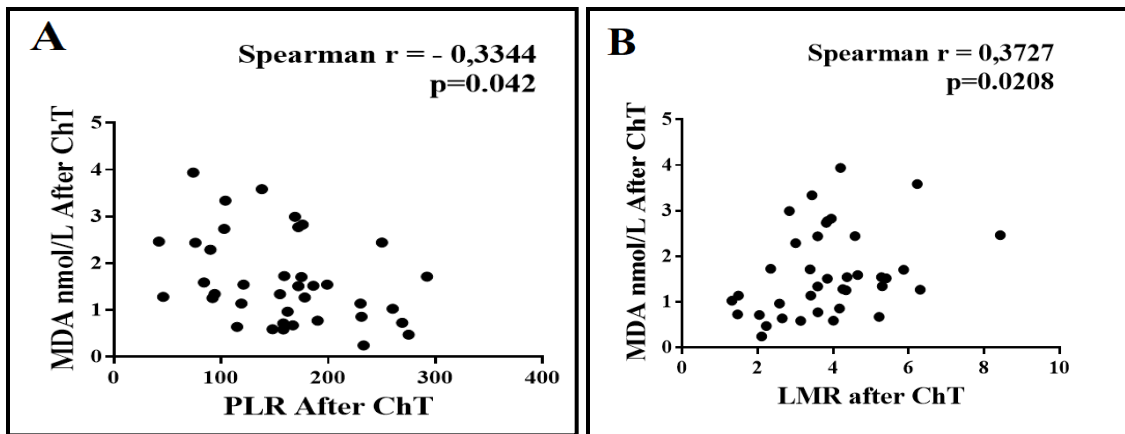 A
Spearman r = - 0,3344
p=0.042
MDA nmol/L After ChT
5
4
3
2
1
0
0 100 200 300 400
PLR After ChT
B
Spearman r = 0,3727
p=0.0208
MDA nmol/L After ChT
5
4
3
2
1
0
0 2 4 6 8 10
LMR after ChT